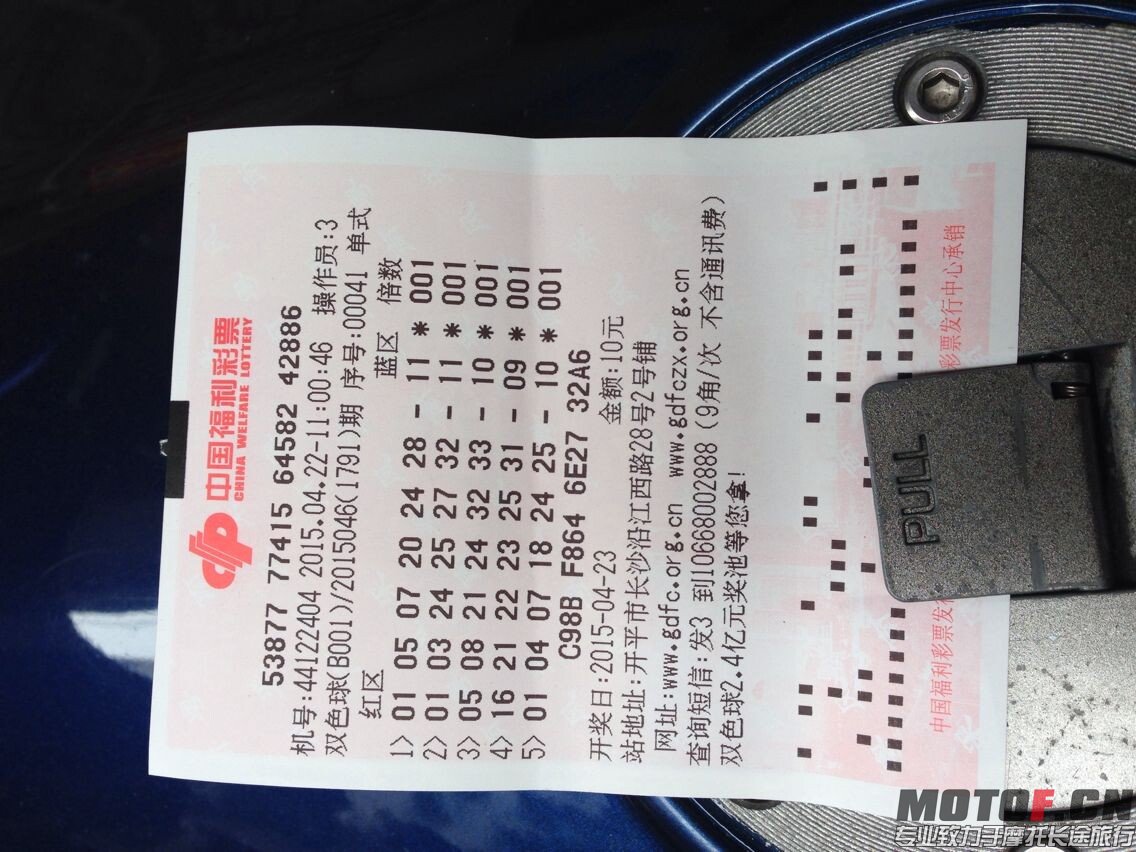 中国福利彩票
CHINA WELFARE LOTTERY
53877 77415 64582 42886
机号:44122404 2015.04.22-11:00:46 操作员:3
双色球(B001)/2015046(1791)期 序号:00041 单式
红区 蓝区 倍数
1> 01 05 07 20 24 28 - 11 * 001
2> 01 03 24 25 27 32 - 11 * 001
3> 05 08 21 24 32 33 - 10 * 001
4> 16 21 22 23 25 31 - 09 * 001
5> 01 04 07 18 24 25 - 10 * 001
C98B F864 6E27 32A6
开奖日:2015-04-23 金额:10元
站地址:开平市长沙沿江西路28号2号铺
网址:www.gdfc.org.cn www.gdfczx.org.cn
查询短信:发3 到10668002888 (9角/次 不含通讯费)
双色球2.4亿元奖池等您拿!
中国福利彩票发 彩票发行中心承销
PULL
MOTOF.CN
专业致力于摩托长途旅行